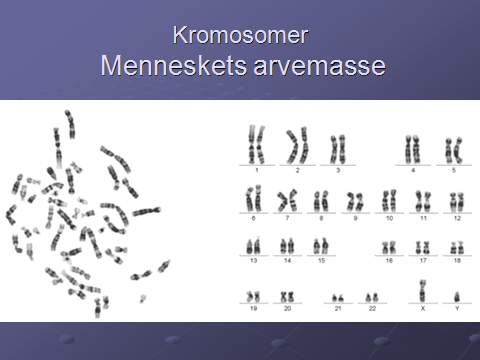 Kromosomer
Menneskets arvemasse
1 2 3 4 5
6 7 8 9 10 11 12
13 14 15 16 17 18
19 20 21 22 X Y